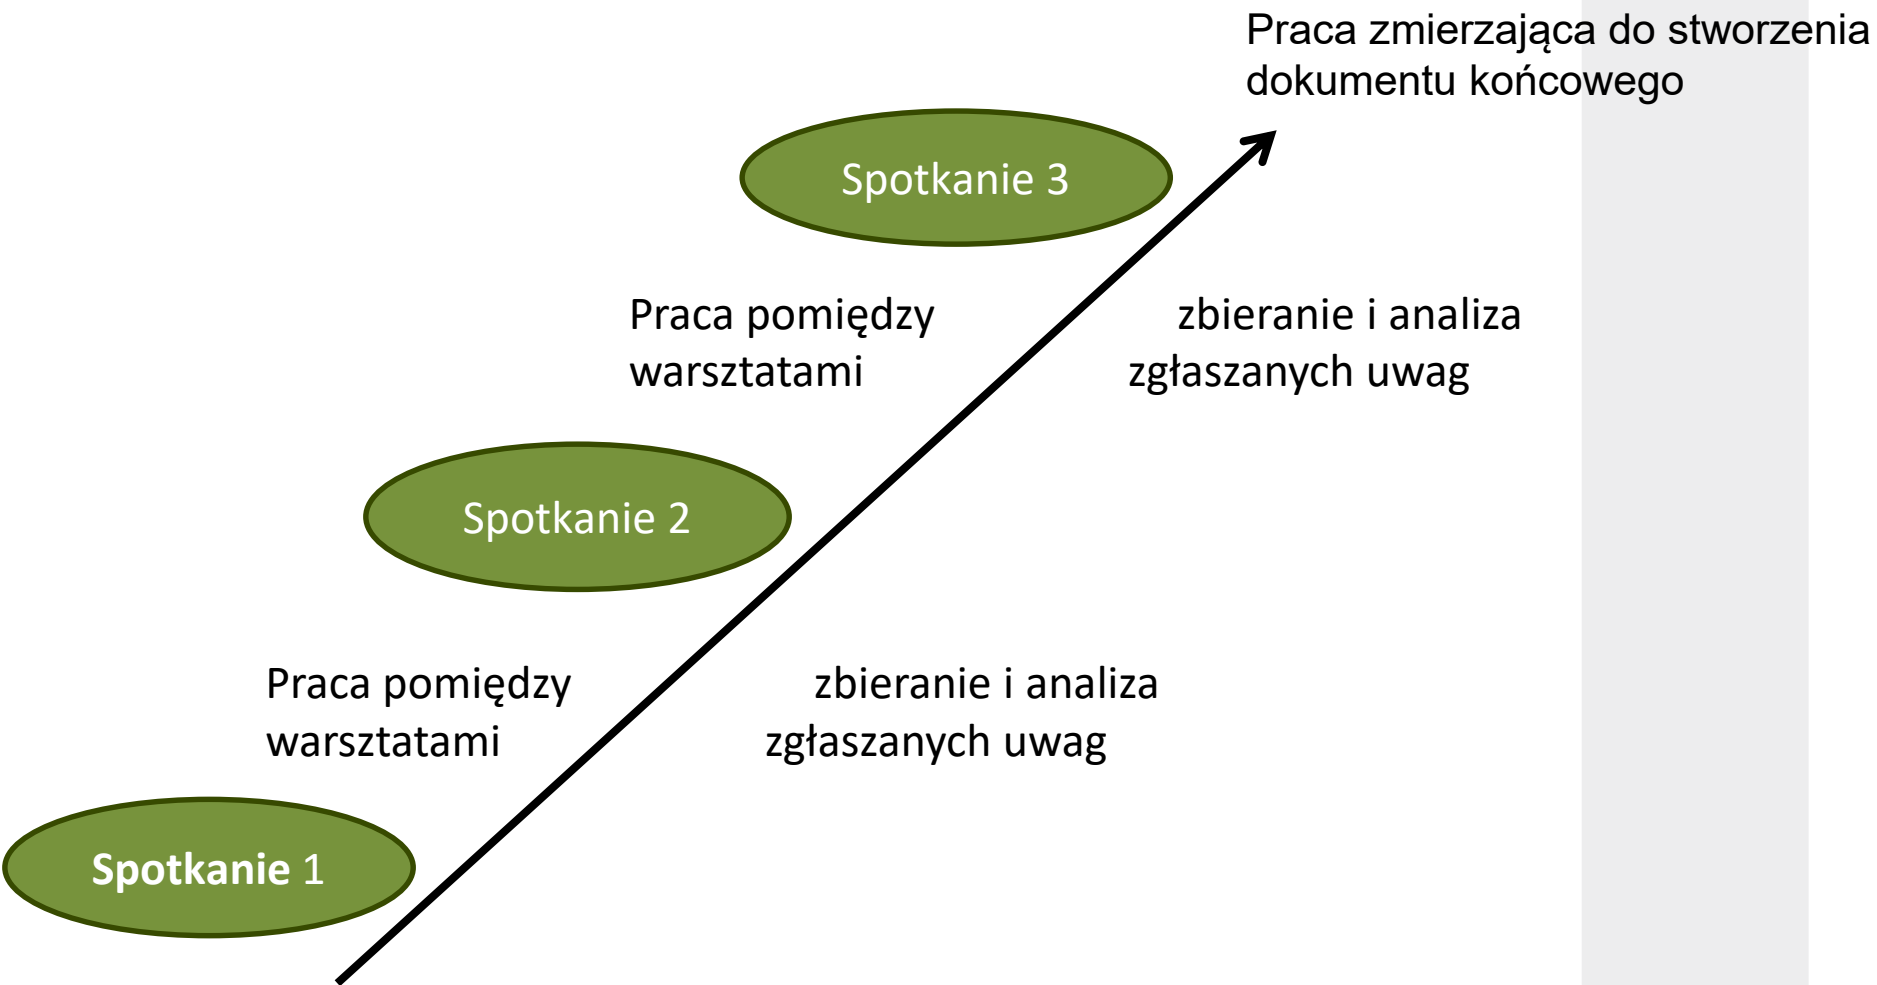 Praca zmierzająca do stworzenia
dokumentu końcowego
Spotkanie 3
Praca pomiędzy
warsztatami
zbieranie i analiza
zgłaszanych uwag
Spotkanie 2
Praca pomiędzy
warsztatami
zbieranie i analiza
zgłaszanych uwag
Spotkanie 1